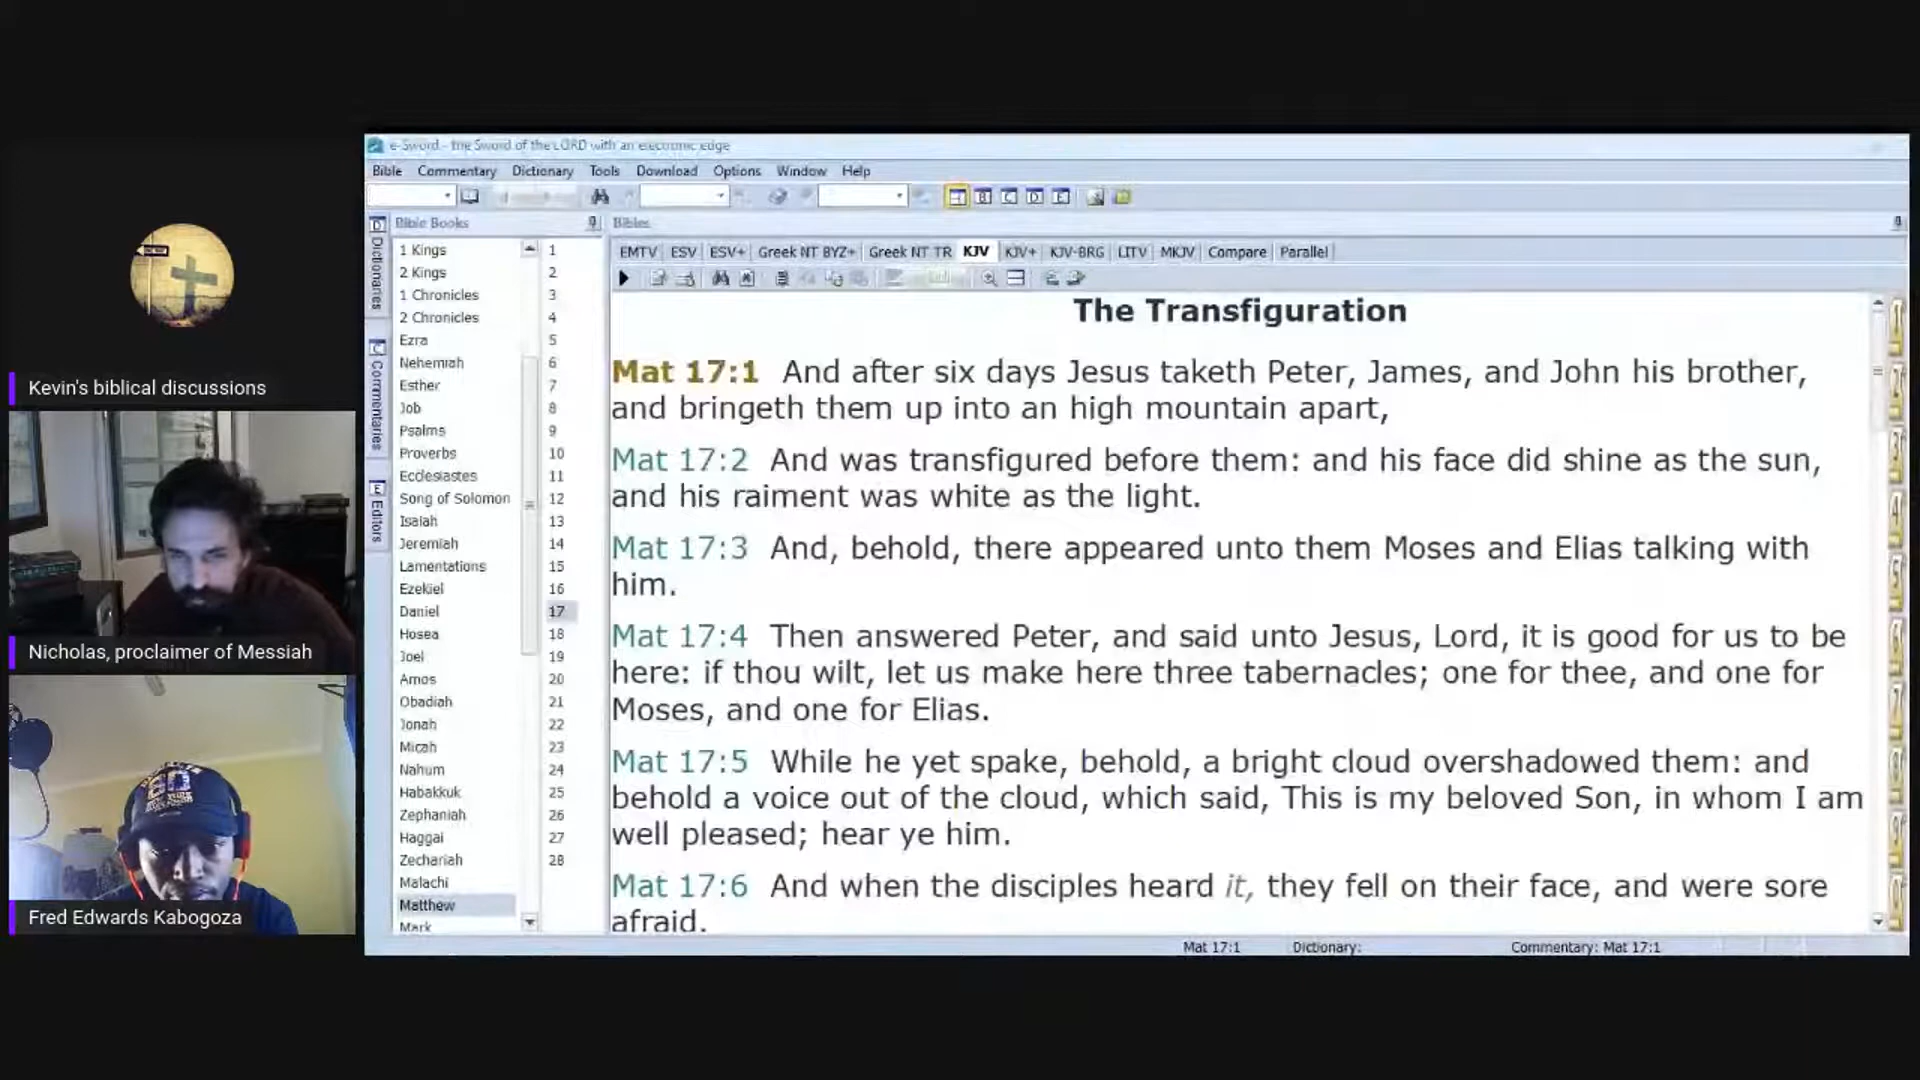 Kevin's biblical discussions
Nicholas, proclaimer of Messiah
Fred Edwards Kabogoza
e-Sword - the Sword of the LORD with an electronic edge
Bible Commentary Dictionary Tools Download Options Window Help
B C D E
D Dictionaries
C Commentaries
E Editors
Bible Books
1 Kings
2 Kings
1 Chronicles
2 Chronicles
Ezra
Nehemiah
Esther
Job
Psalms
Proverbs
Ecclesiastes
Song of Solomon
Isaiah
Jeremiah
Lamentations
Ezekiel
Daniel
Hosea
Joel
Amos
Obadiah
Jonah
Micah
Nahum
Habakkuk
Zephaniah
Haggai
Zechariah
Malachi
Matthew
Mark
1
2
3
4
5
6
7
8
9
10
11
12
13
14
15
16
17
18
19
20
21
22
23
24
25
26
27
28
Bibles
EMTV ESV ESV+ Greek NT BYZ+ Greek NT TR KJV KJV+ KJV-BRG LITV MKJV Compare Parallel
The Transfiguration
Mat 17:1 And after six days Jesus taketh Peter, James, and John his brother,
and bringeth them up into an high mountain apart,
Mat 17:2 And was transfigured before them: and his face did shine as the sun,
and his raiment was white as the light.
Mat 17:3 And, behold, there appeared unto them Moses and Elias talking with
him.
Mat 17:4 Then answered Peter, and said unto Jesus, Lord, it is good for us to be
here: if thou wilt, let us make here three tabernacles; one for thee, and one for
Moses, and one for Elias.
Mat 17:5 While he yet spake, behold, a bright cloud overshadowed them: and
behold a voice out of the cloud, which said, This is my beloved Son, in whom I am
well pleased; hear ye him.
Mat 17:6 And when the disciples heard it, they fell on their face, and were sore
afraid.
1
2
3
4
5
6
7
8
9
Mat 17:1 Dictionary: Commentary: Mat 17:1